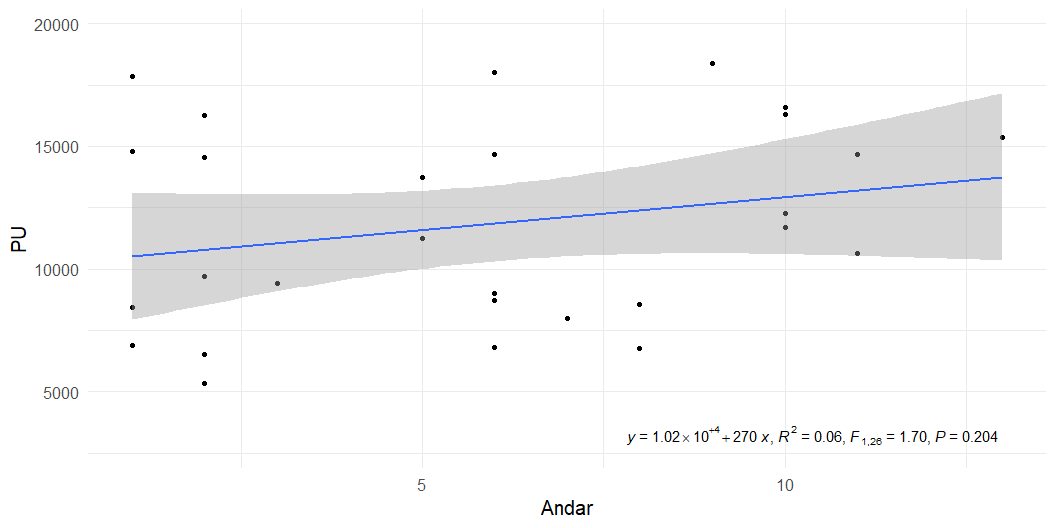 20000
15000
10000
5000
PU
y = 1.02 × 10^+4 + 270 x, R^2 = 0.06, F_1,26 = 1.70, P = 0.204
5
10
Andar